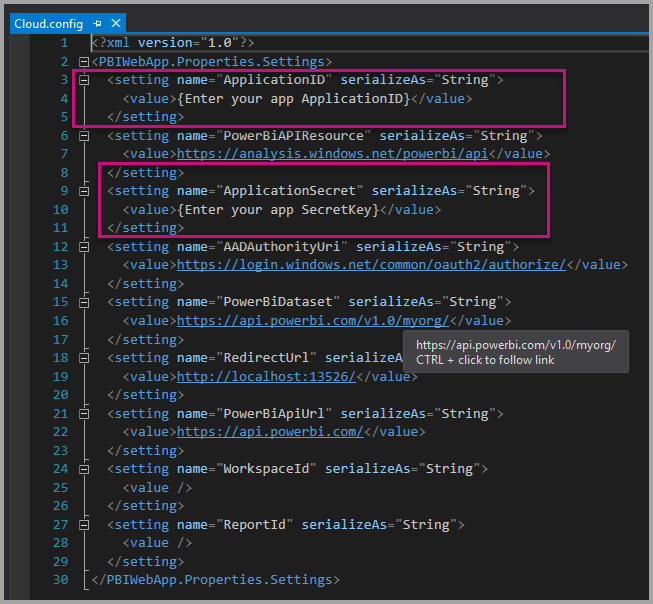 Cloud.config
1 <?xml version="1.0"?>
2 <PBIWebApp.Properties.Settings>
3 <setting name="ApplicationID" serializeAs="String">
4 <value>{Enter your app ApplicationID}</value>
5 </setting>
6 <setting name="PowerBiAPIResource" serializeAs="String">
7 <value>https://analysis.windows.net/powerbi/api</value>
8 </setting>
9 <setting name="ApplicationSecret" serializeAs="String">
10 <value>{Enter your app SecretKey}</value>
11 </setting>
12 <setting name="AADAuthorityUri" serializeAs="String">
13 <value>https://login.windows.net/common/oauth2/authorize/</value>
14 </setting>
15 <setting name="PowerBiDataset" serializeAs="String">
16 <value>https://api.powerbi.com/v1.0/myorg/</value>
17 </setting>
https://api.powerbi.com/v1.0/myorg/
CTRL + click to follow link
18 <setting name="RedirectUrl" serializeA
19 <value>http://localhost:13526/</value>
20 </setting>
21 <setting name="PowerBiApiUrl" serializeAs="String">
22 <value>https://api.powerbi.com/</value>
23 </setting>
24 <setting name="WorkspaceId" serializeAs="String">
25 <value />
26 </setting>
27 <setting name="ReportId" serializeAs="String">
28 <value />
29 </setting>
30 </PBIWebApp.Properties.Settings>